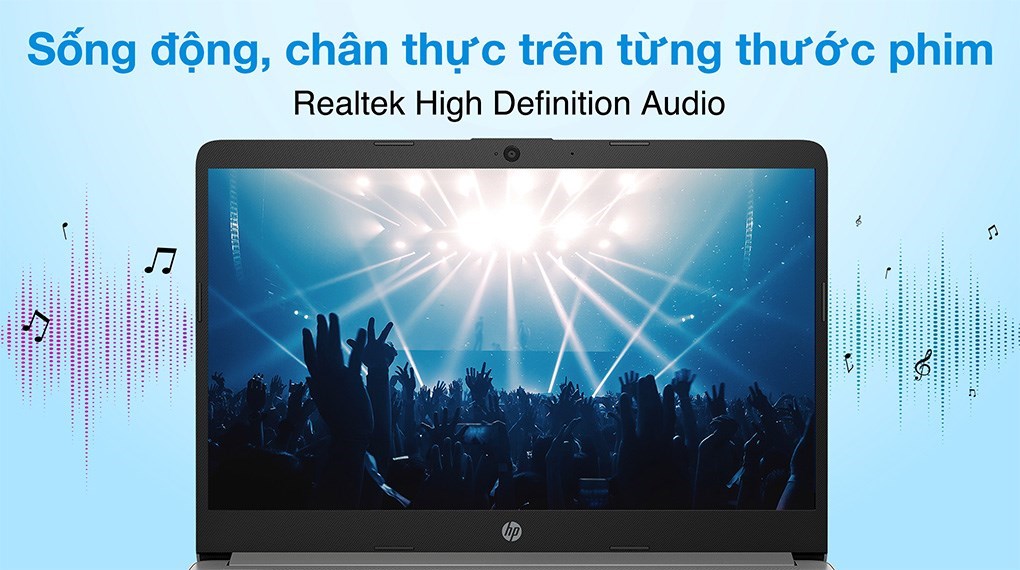 Sống động, chân thực trên từng thước phim
Realtek High Definition Audio
hp